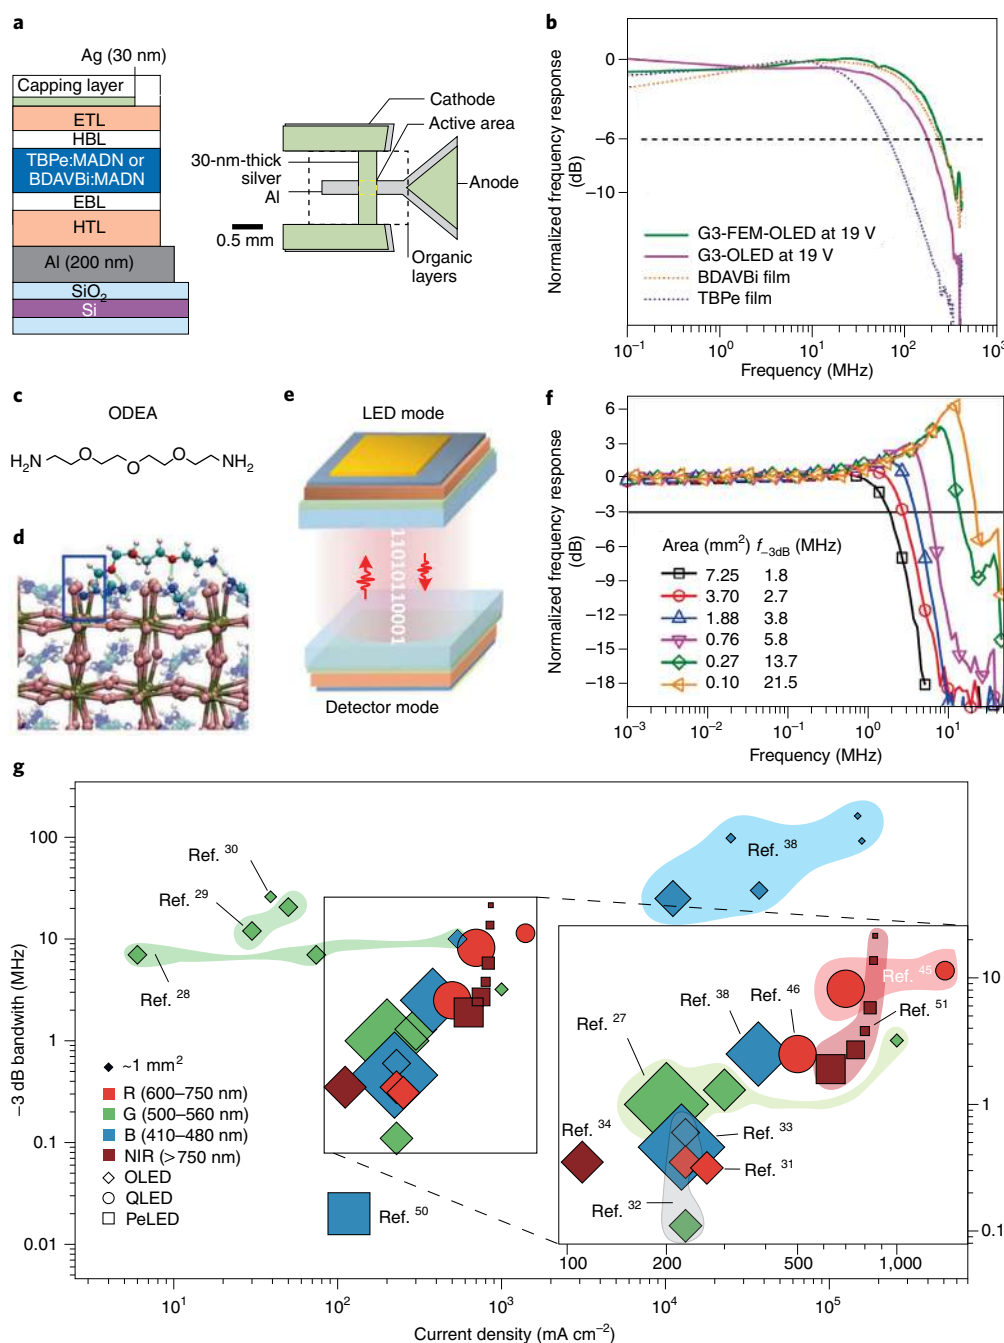 a
Ag (30 nm)
Capping layer
ETL
HBL
TBPe:MADN or
BDAVBi:MADN
EBL
HTL
Al (200 nm)
SiO2
Si
Cathode
Active area
30-nm-thick
silver
Al
Anode
0.5 mm
Organic
layers
b
Normalized frequency response
(dB)
0
−6
−10
G3-FEM-OLED at 19 V
G3-OLED at 19 V
BDAVBi film
TBPe film
10−1 100 101 102 103
Frequency (MHz)
c
ODEA
H2N O O O NH2
d
e
LED mode
Detector mode
f
Normalized frequency response
(dB)
6
3
0
−3
−6
−9
−12
−15
−18
Area (mm2) f−3dB (MHz)
7.25 1.8
3.70 2.7
1.88 3.8
0.76 5.8
0.27 13.7
0.10 21.5
10−3 10−2 10−1 100 101
Frequency (MHz)
g
−3 dB bandwith (MHz)
100
10
1
0.1
0.01
Ref. 30
Ref. 29
Ref. 28
Ref. 38
~1 mm2
R (600–750 nm)
G (500–560 nm)
B (410–480 nm)
NIR (>750 nm)
OLED
QLED
PeLED
Ref. 50
Ref. 45
Ref. 38
Ref. 46
Ref. 51
Ref. 27
Ref. 34
Ref. 33
Ref. 31
Ref. 32
10
1
0.1
100 200 500 1,000
101 102 103 104 105
Current density (mA cm−2)